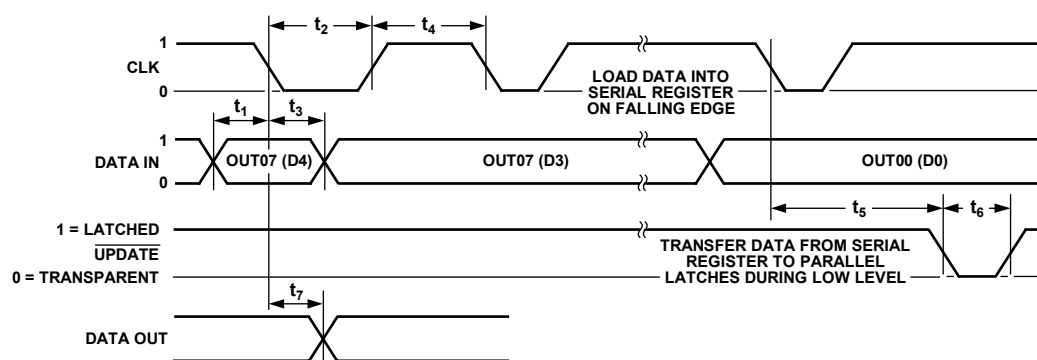 t2
t4
1
CLK
0
LOAD DATA INTO
SERIAL REGISTER
ON FALLING EDGE
t1
t3
1
DATA IN
0
OUT07 (D4)
OUT07 (D3)
OUT00 (D0)
t5
t6
1 = LATCHED
UPDATE
0 = TRANSPARENT
TRANSFER DATA FROM SERIAL
REGISTER TO PARALLEL
LATCHES DURING LOW LEVEL
t7
DATA OUT